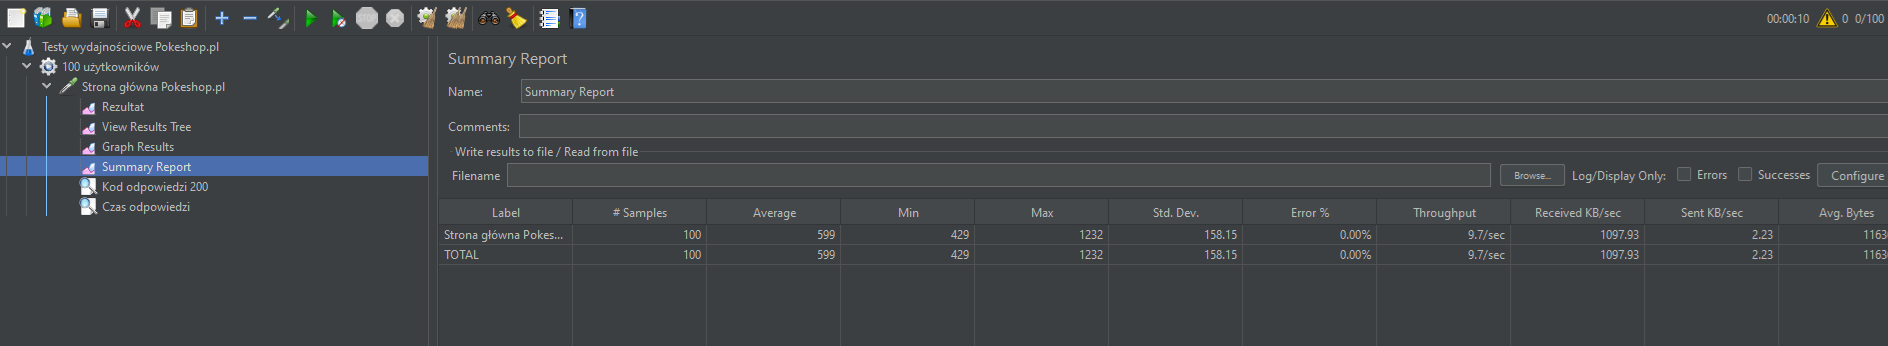 00:00:10 0 0/100
Testy wydajnościowe Pokeshop.pl
100 użytkowników
Strona główna Pokeshop.pl
Rezultat
View Results Tree
Graph Results
Summary Report
Kod odpowiedzi 200
Czas odpowiedzi
Summary Report
Name: Summary Report
Comments:
Write results to file / Read from file
Filename Browse... Log/Display Only: Errors Successes Configure
Label # Samples Average Min Max Std. Dev. Error % Throughput Received KB/sec Sent KB/sec Avg. Bytes
Strona główna Pokes... 100 599 429 1232 158.15 0.00% 9.7/sec 1097.93 2.23
TOTAL 100 599 429 1232 158.15 0.00% 9.7/sec 1097.93 2.23